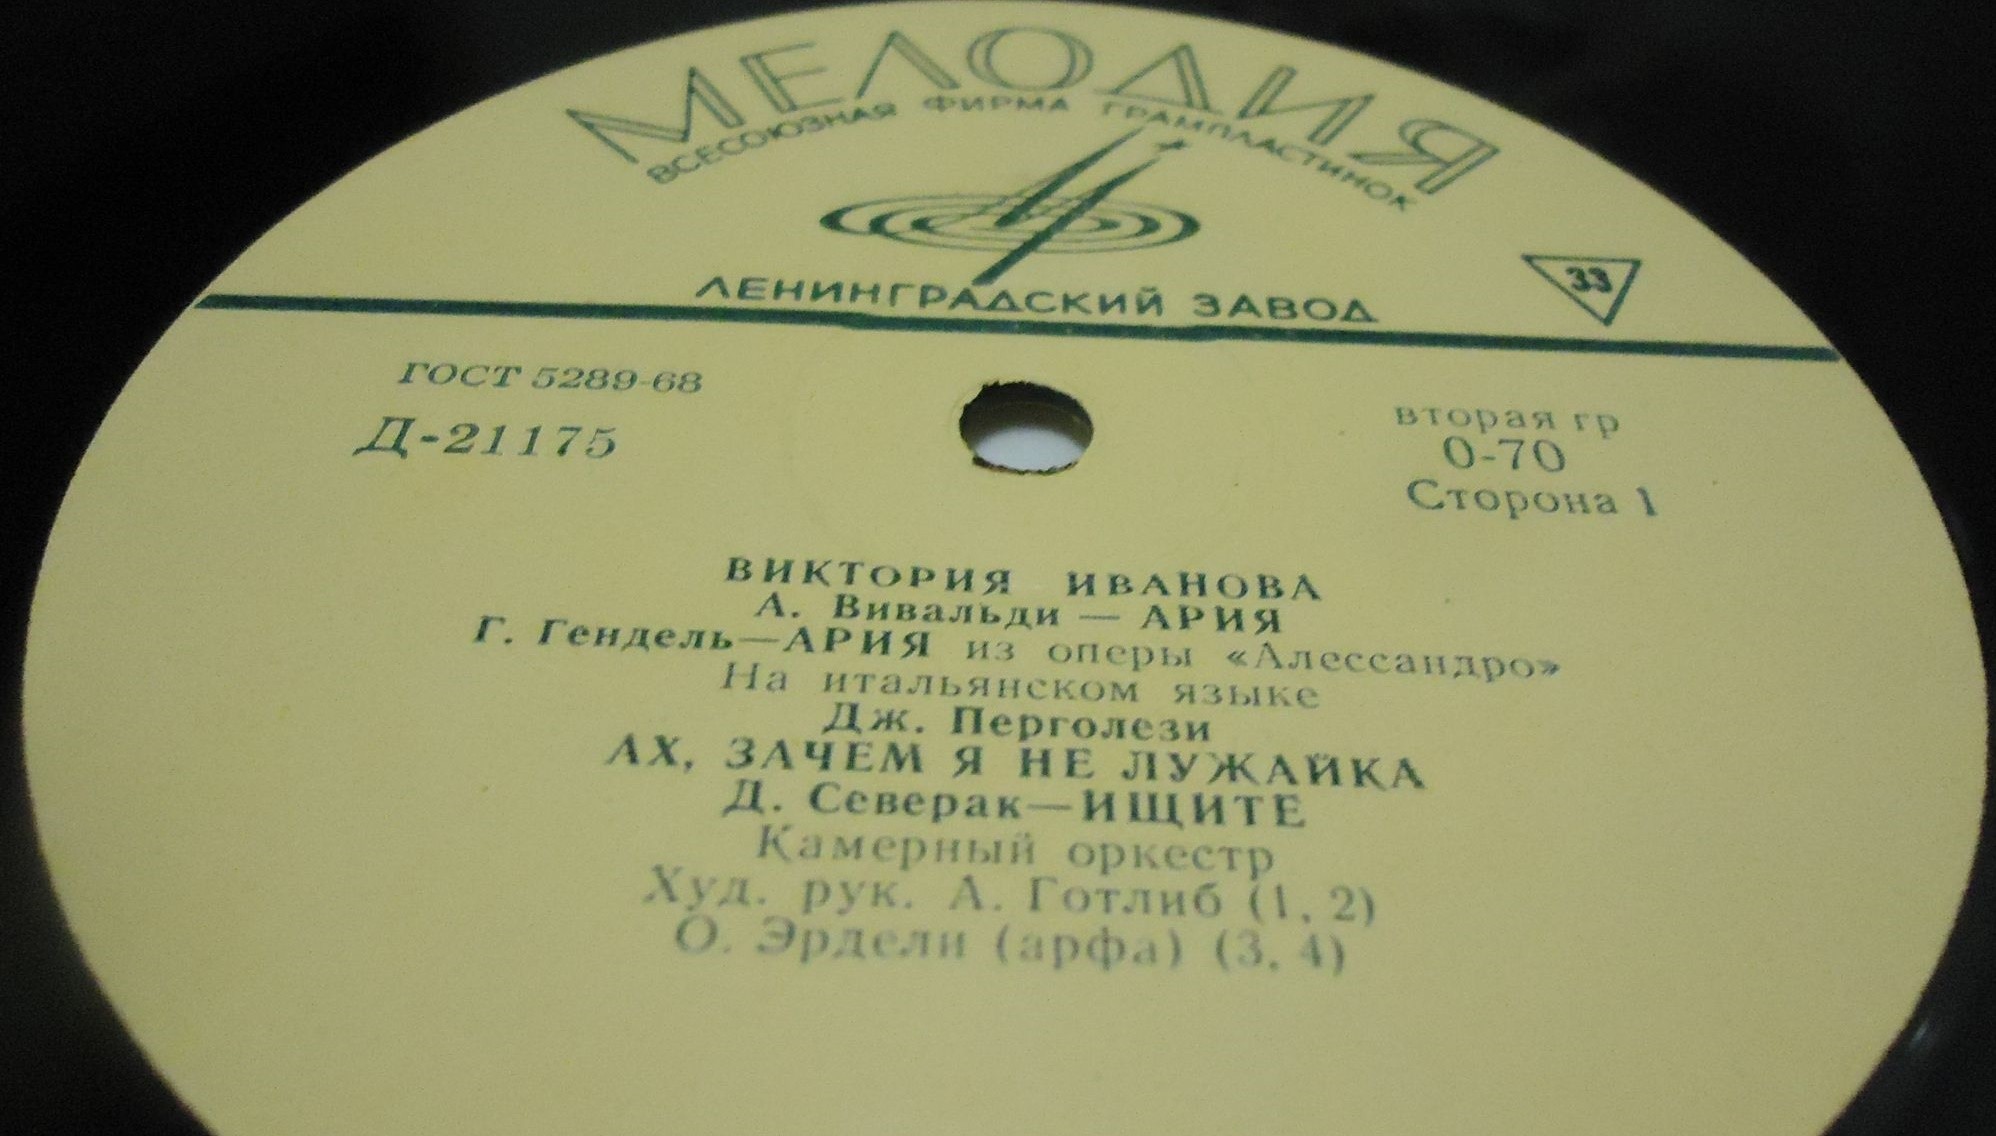 МЕЛОДИЯ
ВСЕСОЮЗНАЯ ФИРМА ГРАМПЛАСТИНОК
ЛЕНИНГРАДСКИЙ ЗАВОД
33
ГОСТ 5289-68
Д-21175
вторая гр
0-70
Сторона 1
ВИКТОРИЯ ИВАНОВА
А. Вивальди — АРИЯ
Г. Гендель—АРИЯ из оперы «Алессандро»
На итальянском языке
Дж. Перголези
АХ, ЗАЧЕМ Я НЕ ЛУЖАЙКА
Д. Северак—ИЩИТЕ
Камерный оркестр
Худ. рук. А. Готлиб (1, 2)
О. Эрдели (арфа) (3, 4)